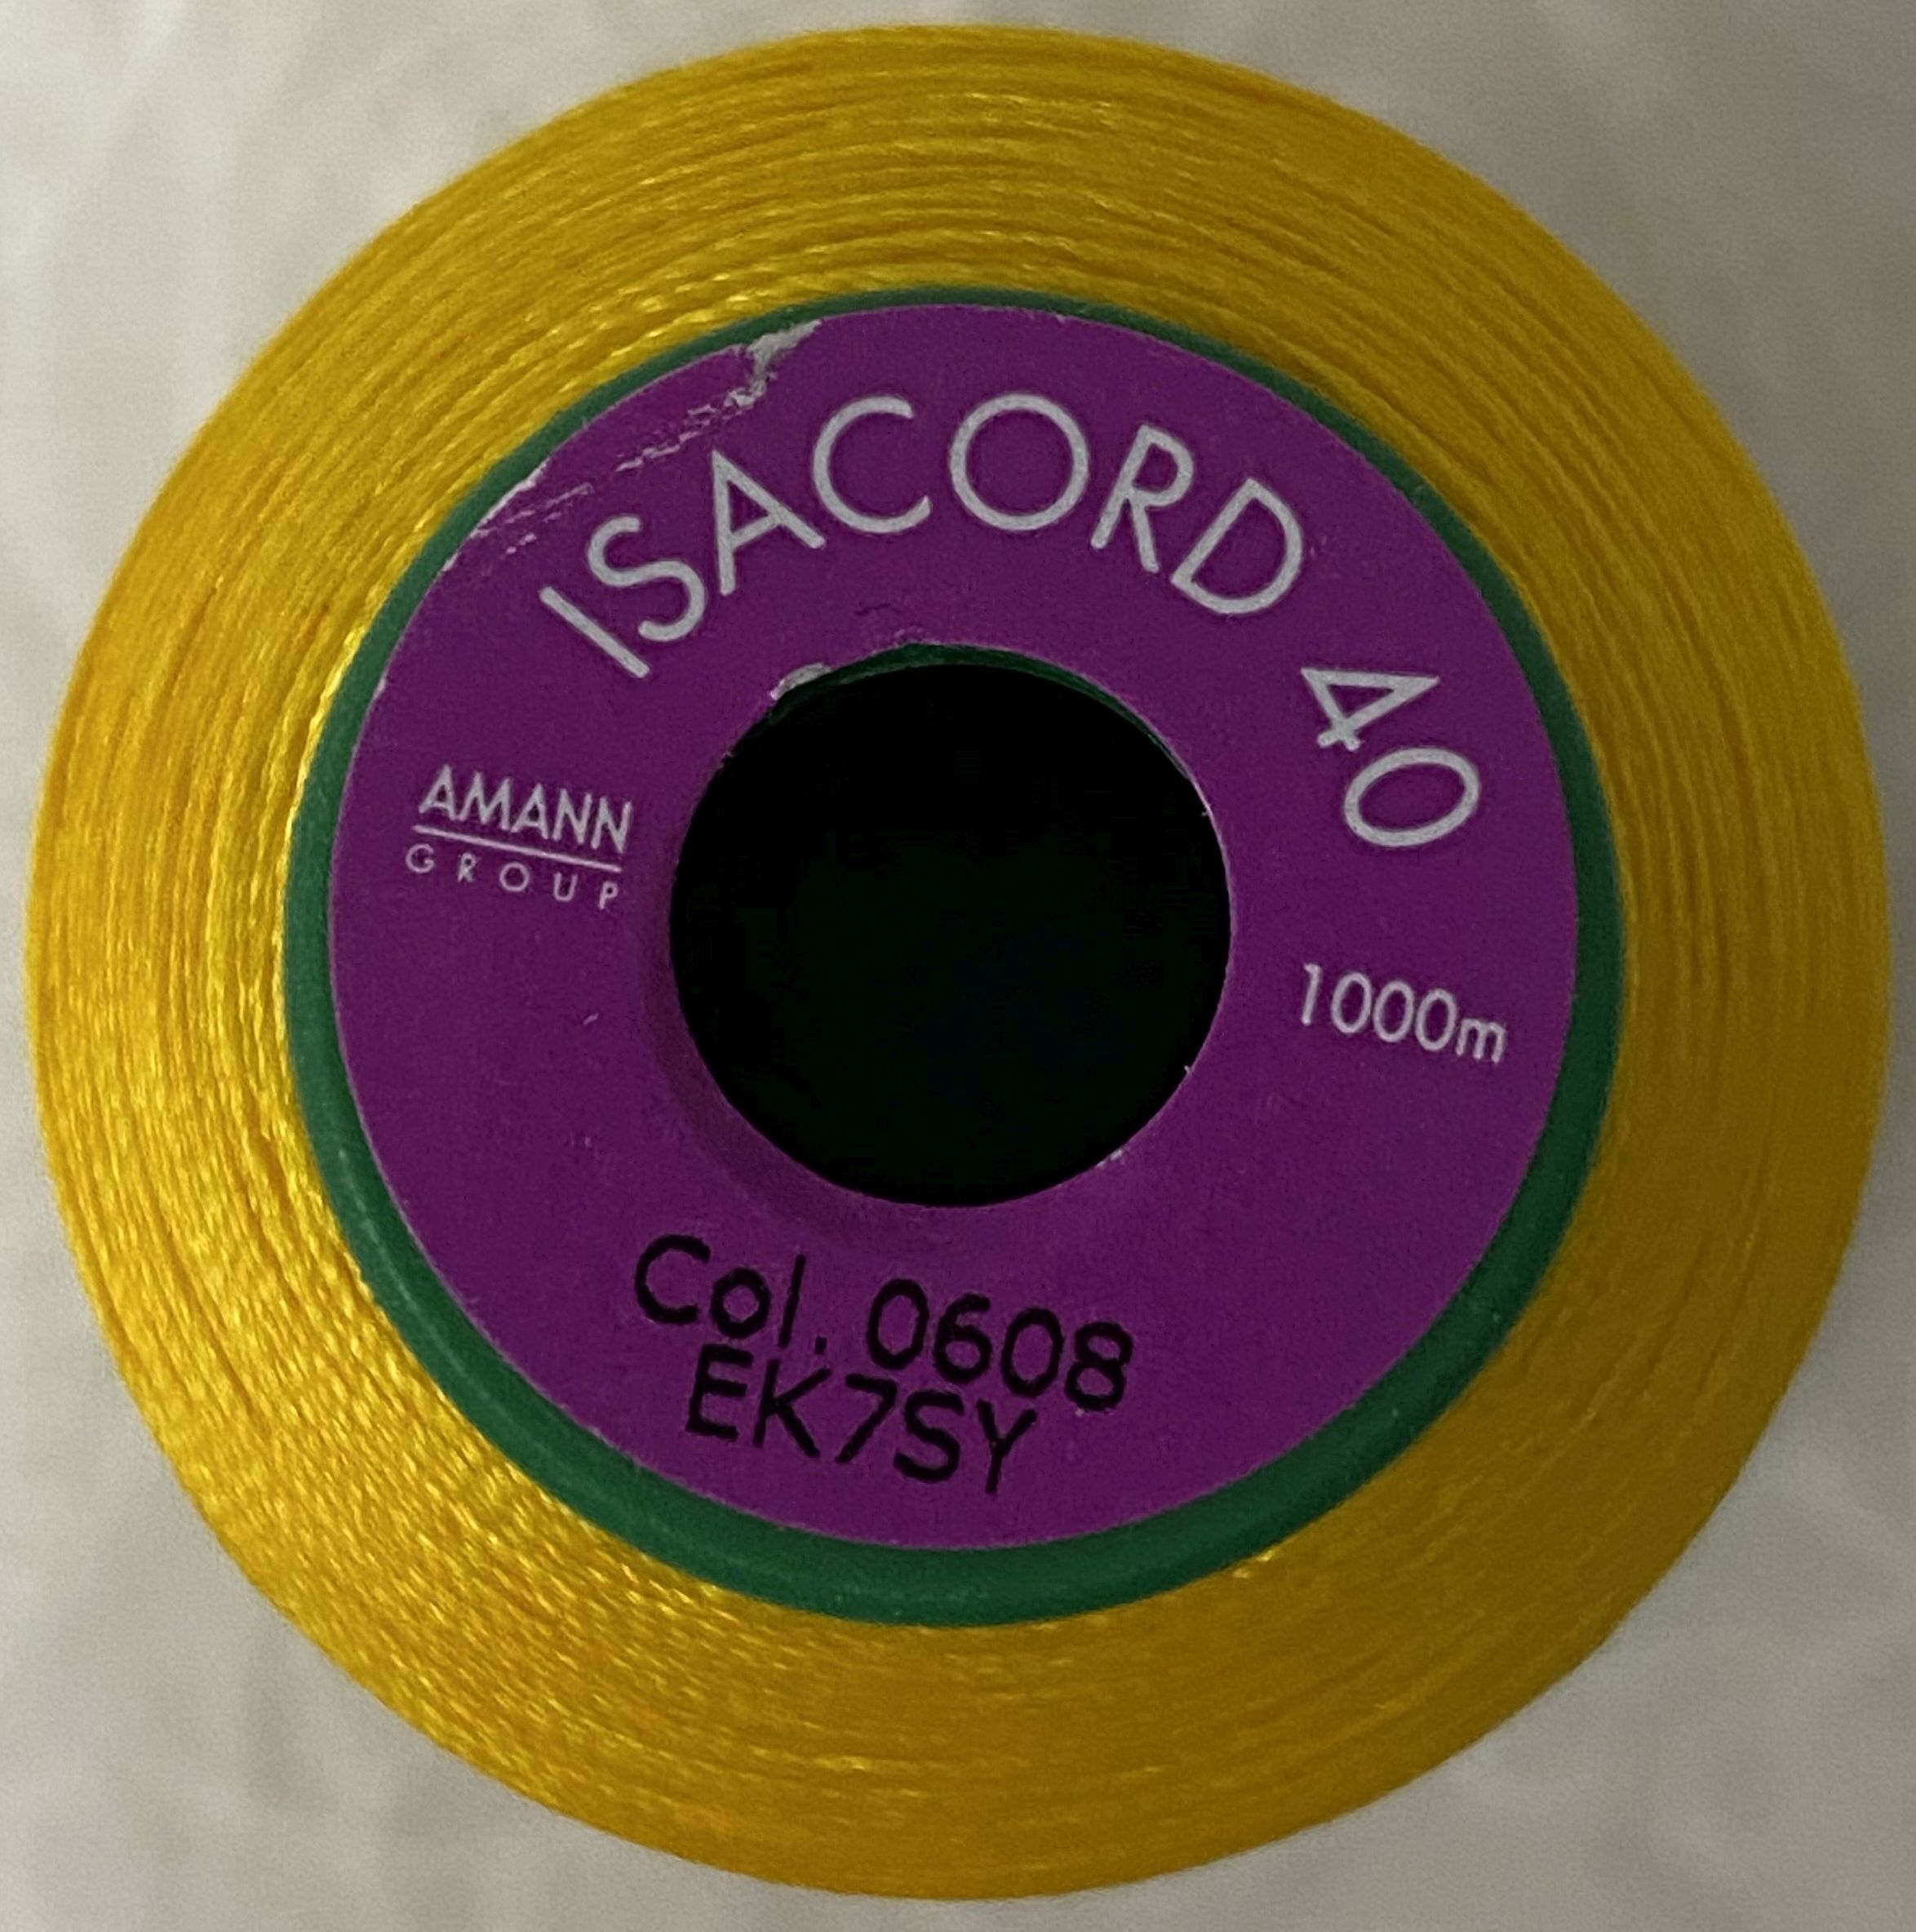 ISACORD 40
AMANN
GROUP
1000m
Col. 0608
EK7SY